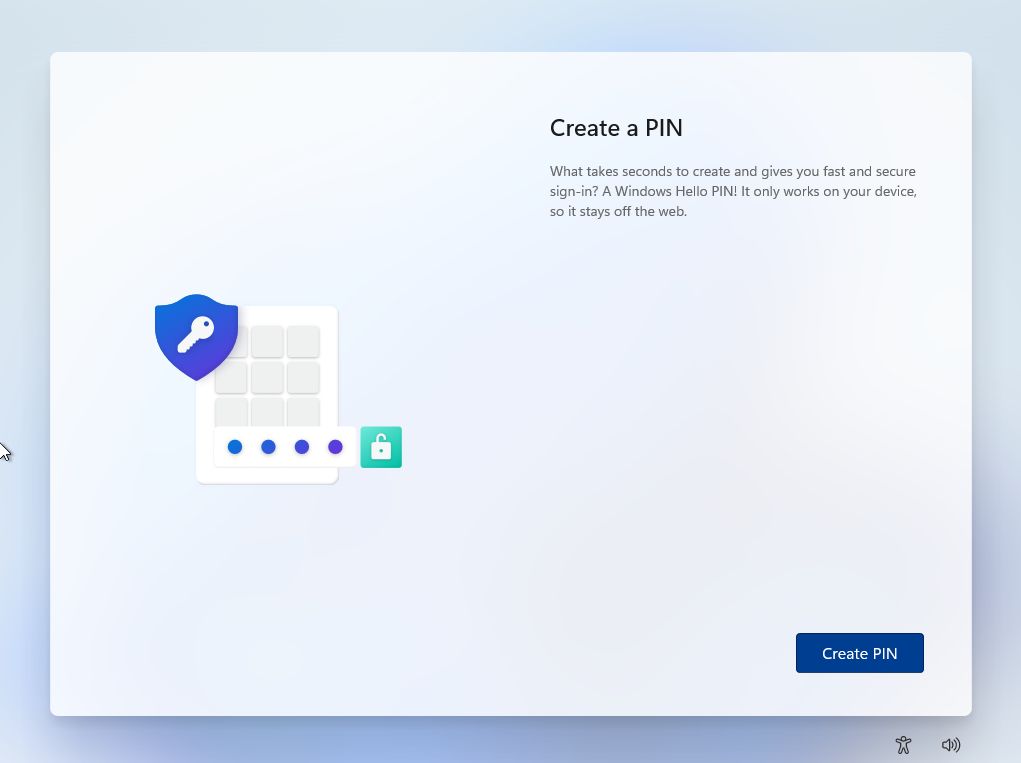 Create a PIN
What takes seconds to create and gives you fast and secure
sign-in? A Windows Hello PIN! It only works on your device,
so it stays off the web.
Create PIN